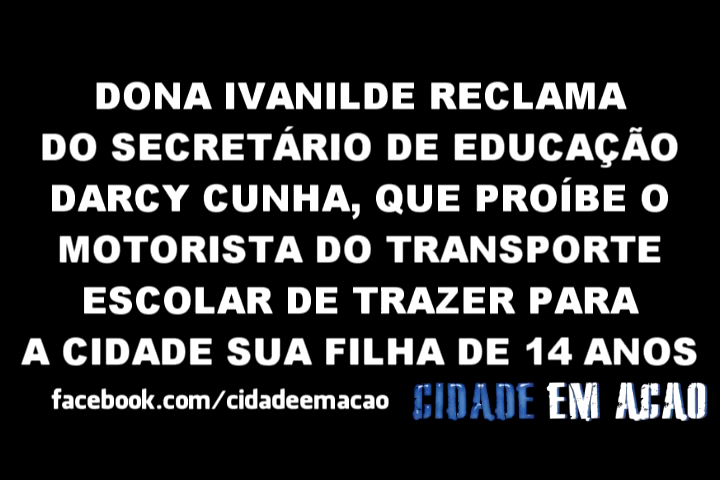 DONA IVANILDE RECLAMA
DO SECRETÁRIO DE EDUCAÇÃO
DARCY CUNHA, QUE PROÍBE O
MOTORISTA DO TRANSPORTE
ESCOLAR DE TRAZER PARA
A CIDADE SUA FILHA DE 14 ANOS
facebook.com/cidadeemacao CIDADE EM ACAO